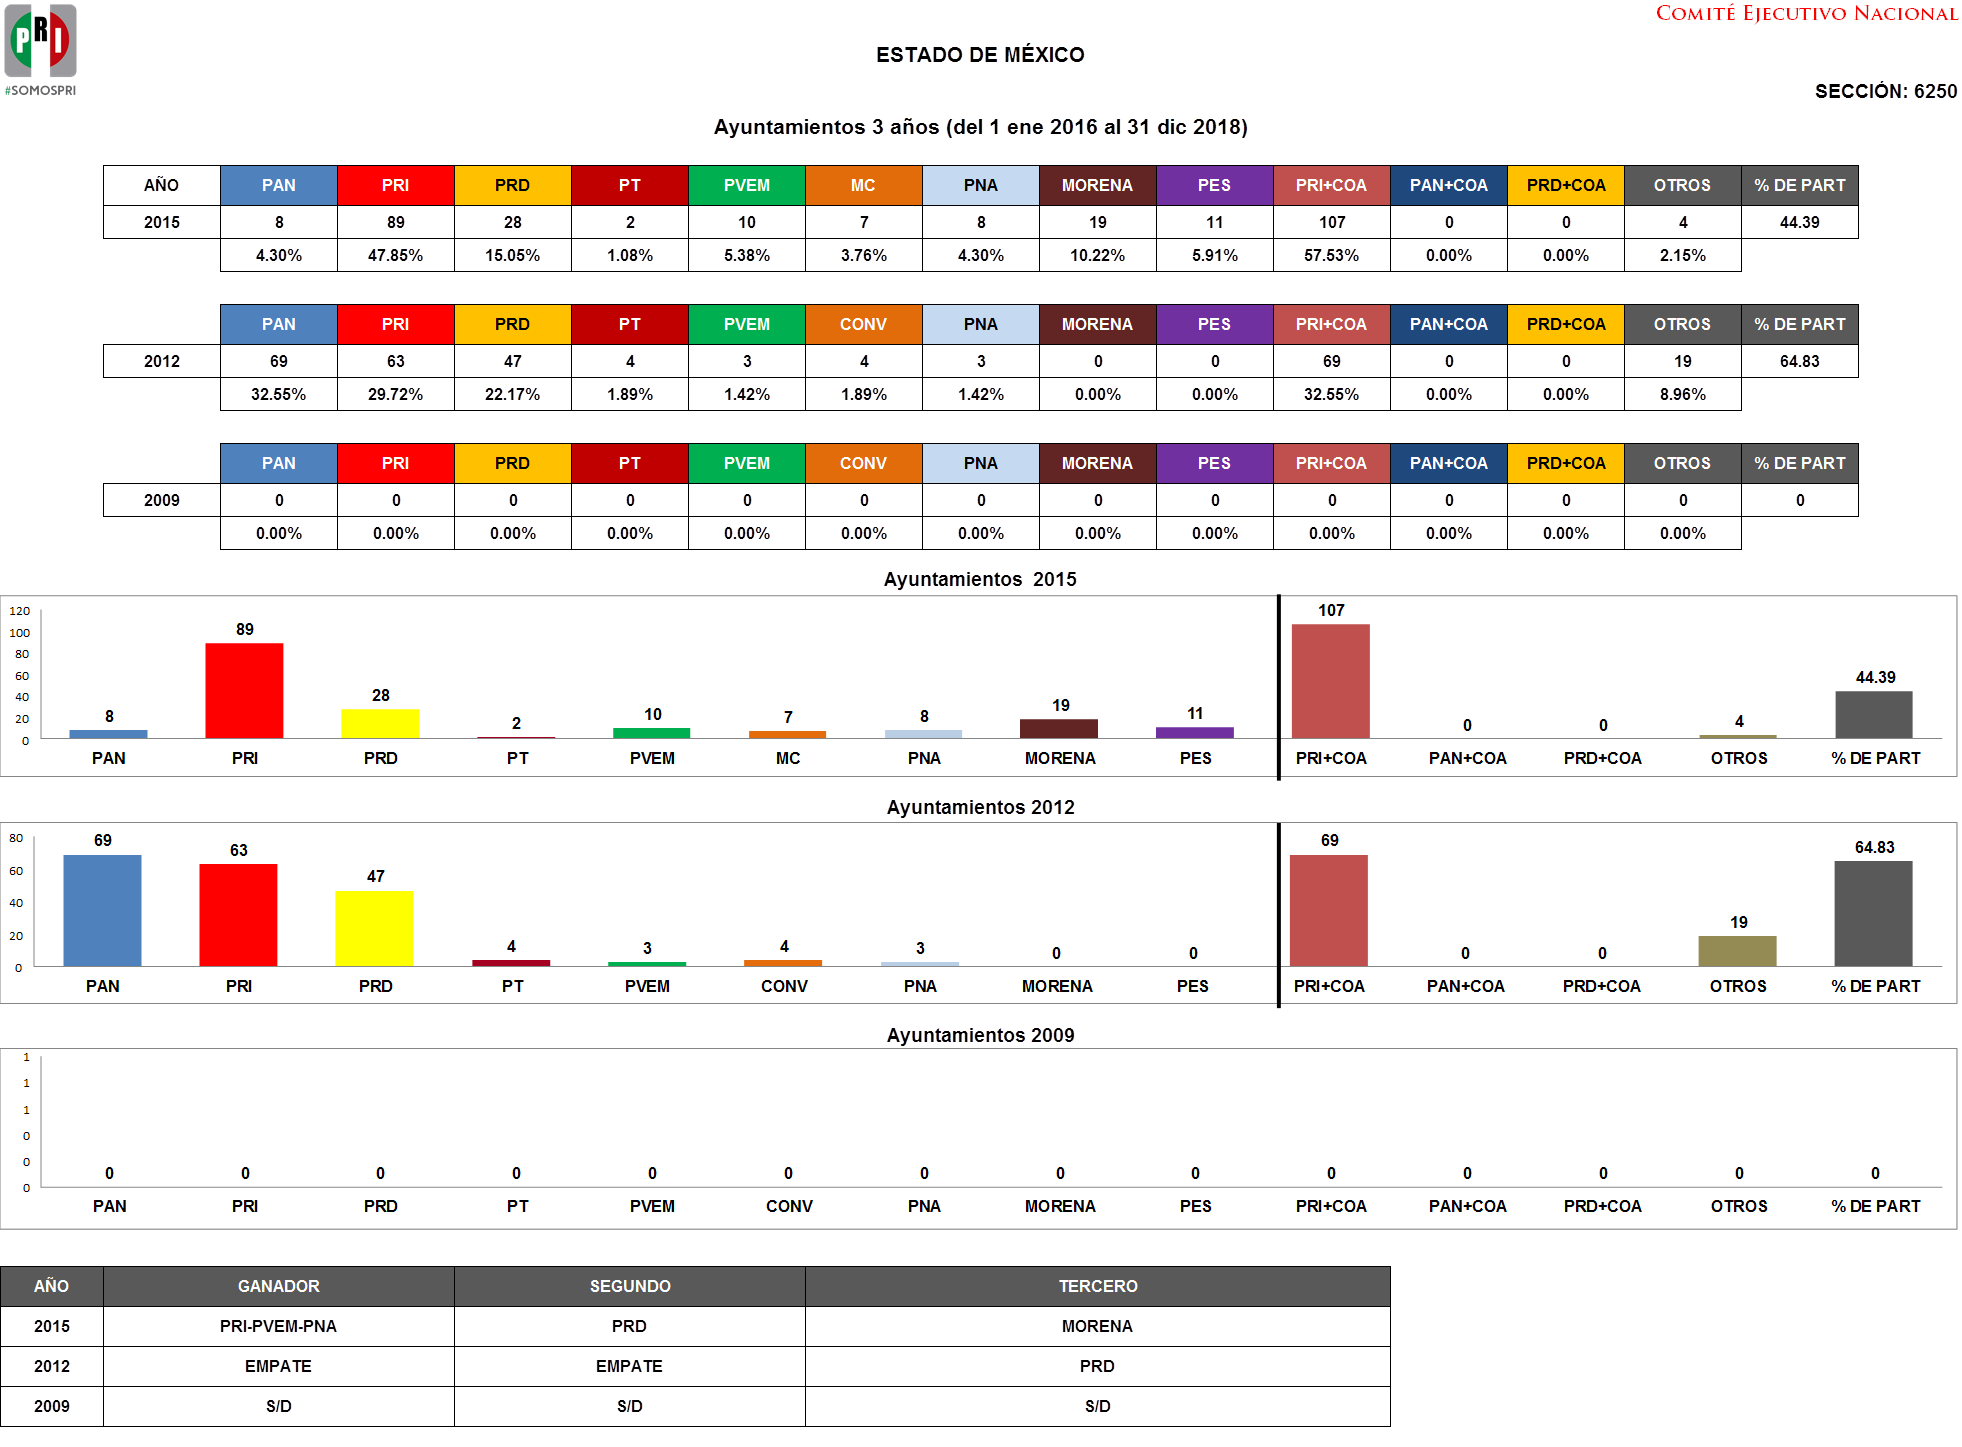 PRI
#SOMOSPRI
COMITÉ EJECUTIVO NACIONAL
ESTADO DE MÉXICO
SECCIÓN: 6250
Ayuntamientos 3 años (del 1 ene 2016 al 31 dic 2018)
AÑO PAN PRI PRD PT PVEM MC PNA MORENA PES PRI+COA PAN+COA PRD+COA OTROS % DE PART
2015 8 89 28 2 10 7 8 19 11 107 0 0 4 44.39
4.30% 47.85% 15.05% 1.08% 5.38% 3.76% 4.30% 10.22% 5.91% 57.53% 0.00% 0.00% 2.15%
PAN PRI PRD PT PVEM CONV PNA MORENA PES PRI+COA PAN+COA PRD+COA OTROS % DE PART
2012 69 63 47 4 3 4 3 0 0 69 0 0 19 64.83
32.55% 29.72% 22.17% 1.89% 1.42% 1.89% 1.42% 0.00% 0.00% 32.55% 0.00% 0.00% 8.96%
PAN PRI PRD PT PVEM CONV PNA MORENA PES PRI+COA PAN+COA PRD+COA OTROS % DE PART
2009 0 0 0 0 0 0 0 0 0 0 0 0 0 0
0.00% 0.00% 0.00% 0.00% 0.00% 0.00% 0.00% 0.00% 0.00% 0.00% 0.00% 0.00% 0.00%
Ayuntamientos 2015
120
100
80
60
40
20
0
8 89 28 2 10 7 8 19 11 107 0 0 4 44.39
PAN PRI PRD PT PVEM MC PNA MORENA PES PRI+COA PAN+COA PRD+COA OTROS % DE PART
Ayuntamientos 2012
80
60
40
20
0
69 63 47 4 3 4 3 0 0 69 0 0 19 64.83
PAN PRI PRD PT PVEM CONV PNA MORENA PES PRI+COA PAN+COA PRD+COA OTROS % DE PART
Ayuntamientos 2009
1
1
1
0
0
0
0 0 0 0 0 0 0 0 0 0 0 0 0 0
PAN PRI PRD PT PVEM CONV PNA MORENA PES PRI+COA PAN+COA PRD+COA OTROS % DE PART
AÑO GANADOR SEGUNDO TERCERO
2015 PRI-PVEM-PNA PRD MORENA
2012 EMPATE EMPATE PRD
2009 S/D S/D S/D